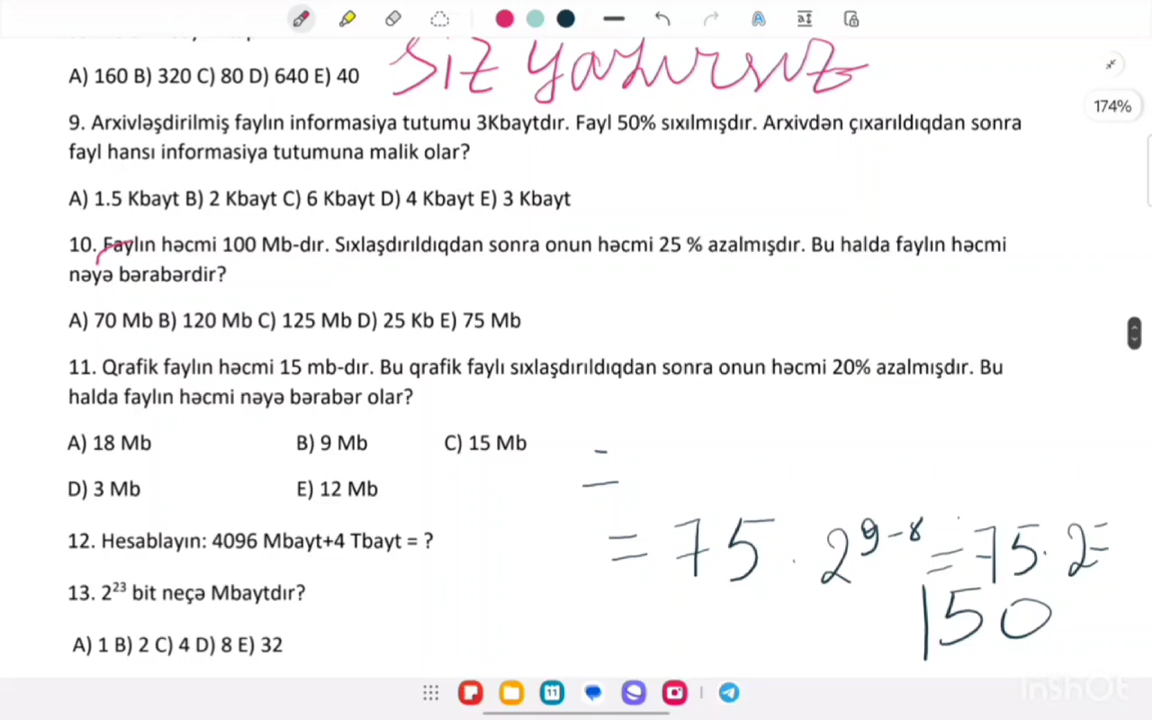 A) 160 B) 320 C) 80 D) 640 E) 40
siz yazırsız
174%
9. Arxivləşdirilmiş faylın informasiya tutumu 3Kbaytdır. Fayl 50% sıxılmışdır. Arxivdən çıxarıldıqdan sonra
fayl hansı informasiya tutumuna malik olar?
A) 1.5 Kbayt B) 2 Kbayt C) 6 Kbayt D) 4 Kbayt E) 3 Kbayt
10. Faylın həcmi 100 Mb-dır. Sıxlaşdırıldıqdan sonra onun həcmi 25 % azalmışdır. Bu halda faylın həcmi
nəyə bərabərdir?
A) 70 Mb B) 120 Mb C) 125 Mb D) 25 Kb E) 75 Mb
11. Qrafik faylın həcmi 15 mb-dır. Bu qrafik faylı sıxlaşdırıldıqdan sonra onun həcmi 20% azalmışdır. Bu
halda faylın həcmi nəyə bərabər olar?
A) 18 Mb B) 9 Mb C) 15 Mb
D) 3 Mb E) 12 Mb
= 75 · 2⁹⁻⁸ = 75 · 2 =
150
12. Hesablayın: 4096 Mbayt+4 Tbayt = ?
13. 2²³ bit neçə Mbaytdır?
A) 1 B) 2 C) 4 D) 8 E) 32
InShOt